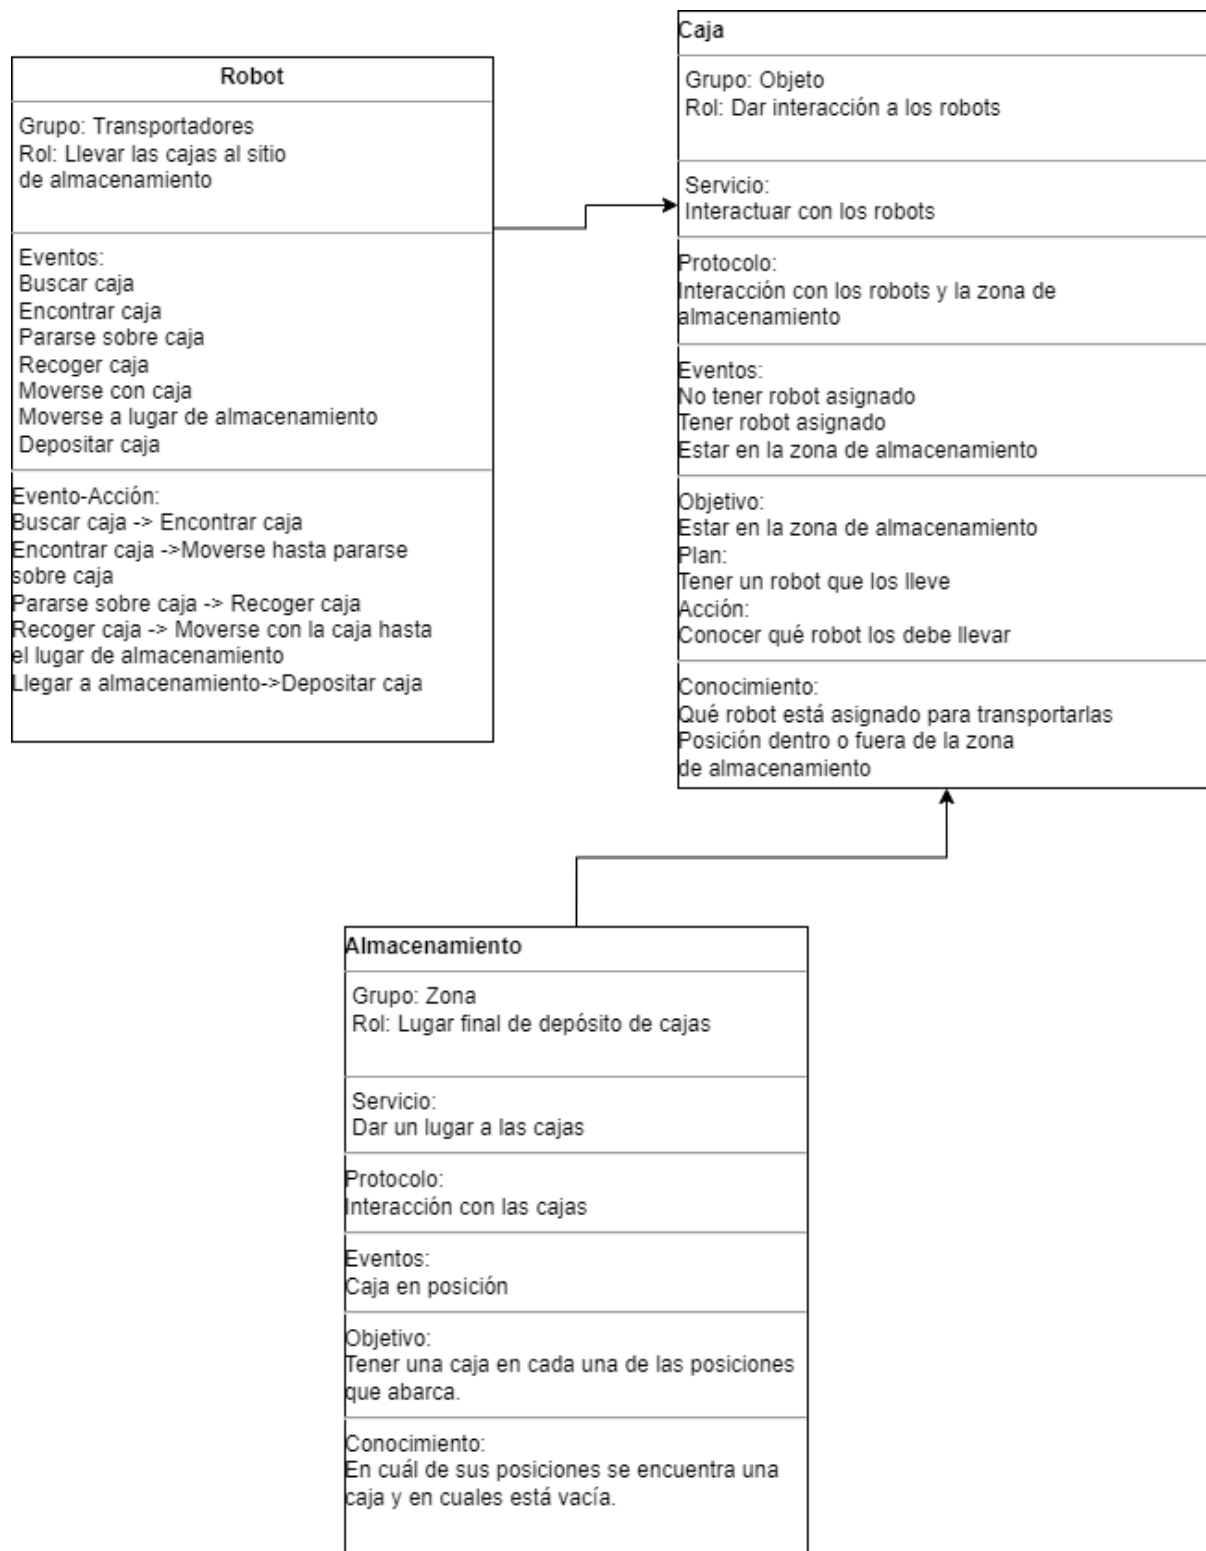 Robot
Grupo: Transportadores
Rol: Llevar las cajas al sitio
de almacenamiento
Eventos:
Buscar caja
Encontrar caja
Pararse sobre caja
Recoger caja
Moverse con caja
Moverse a lugar de almacenamiento
Depositar caja
Evento-Acción:
Buscar caja -> Encontrar caja
Encontrar caja ->Moverse hasta pararse
sobre caja
Pararse sobre caja -> Recoger caja
Recoger caja -> Moverse con la caja hasta
el lugar de almacenamiento
Llegar a almacenamiento->Depositar caja
Caja
Grupo: Objeto
Rol: Dar interacción a los robots
Servicio:
Interactuar con los robots
Protocolo:
Interacción con los robots y la zona de
almacenamiento
Eventos:
No tener robot asignado
Tener robot asignado
Estar en la zona de almacenamiento
Objetivo:
Estar en la zona de almacenamiento
Plan:
Tener un robot que los lleve
Acción:
Conocer qué robot los debe llevar
Conocimiento:
Qué robot está asignado para transportarlas
Posición dentro o fuera de la zona
de almacenamiento
Almacenamiento
Grupo: Zona
Rol: Lugar final de depósito de cajas
Servicio:
Dar un lugar a las cajas
Protocolo:
Interacción con las cajas
Eventos:
Caja en posición
Objetivo:
Tener una caja en cada una de las posiciones
que abarca.
Conocimiento:
En cuál de sus posiciones se encuentra una
caja y en cuales está vacía.